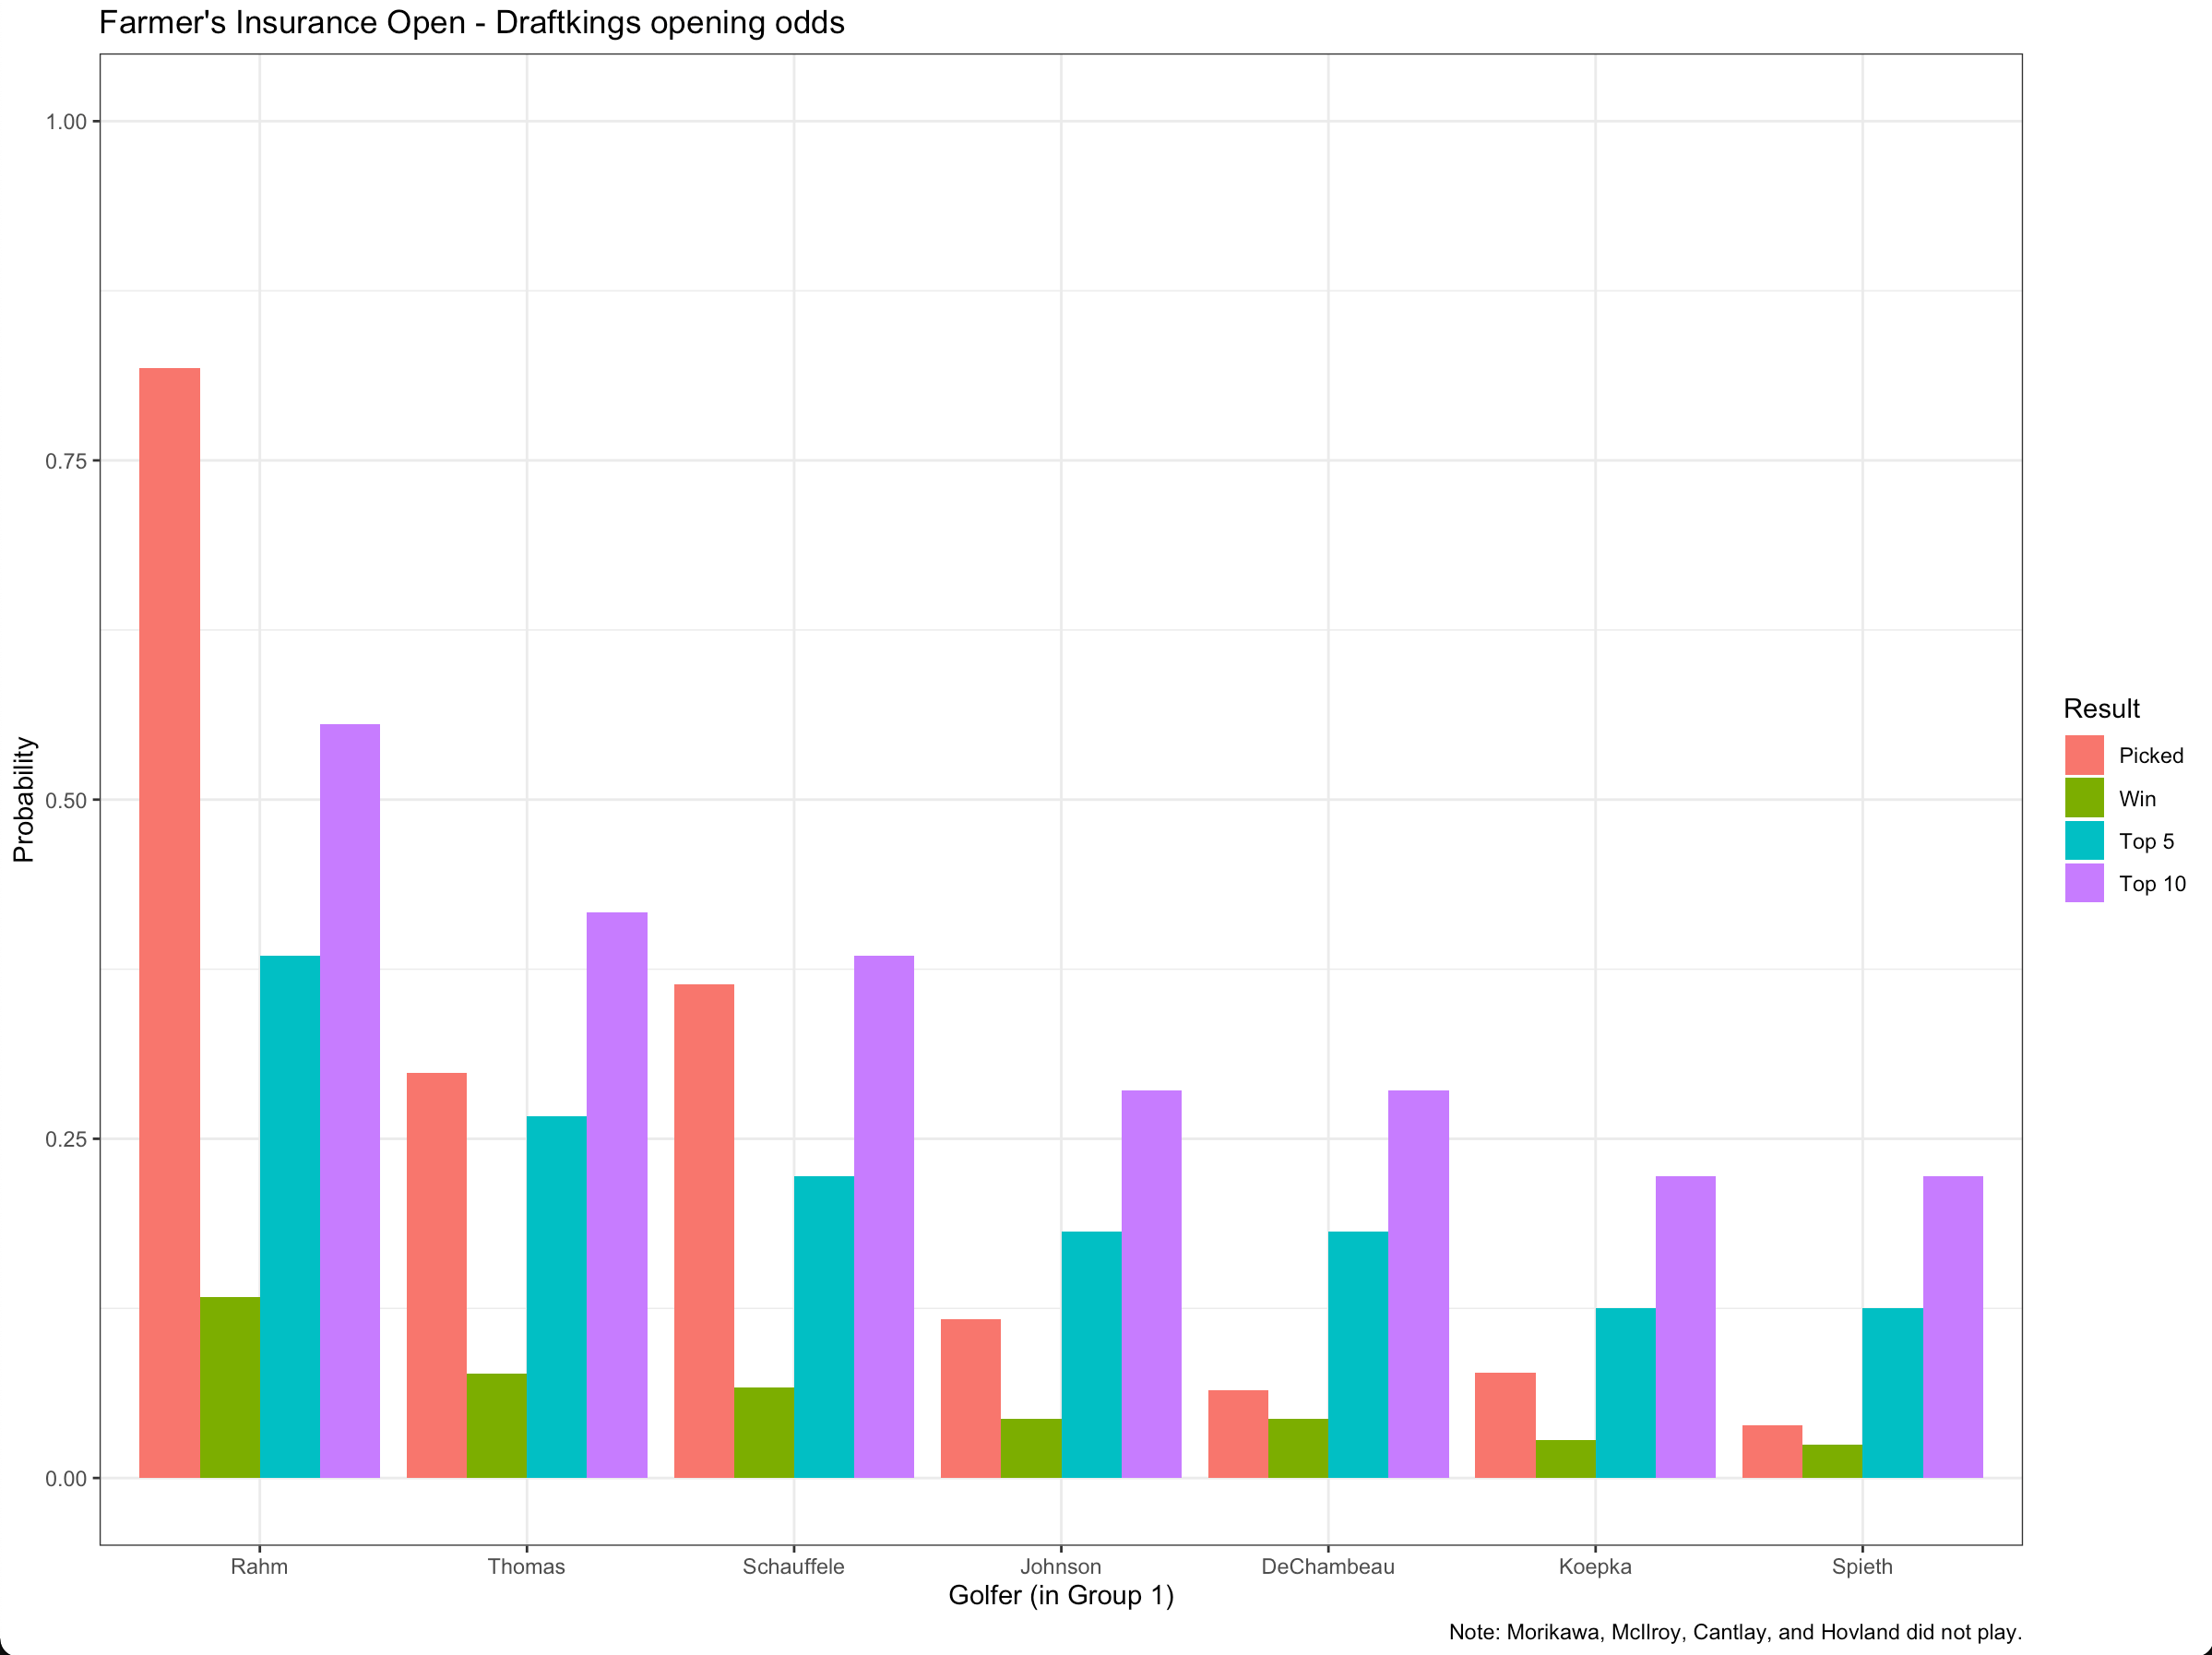 Farmer's Insurance Open - Draftkings opening odds
1.00
0.75
0.50
0.25
0.00
Probability
Rahm Thomas Schauffele Johnson DeChambeau Koepka Spieth
Golfer (in Group 1)
Note: Morikawa, McIlroy, Cantlay, and Hovland did not play.
Result
Picked
Win
Top 5
Top 10